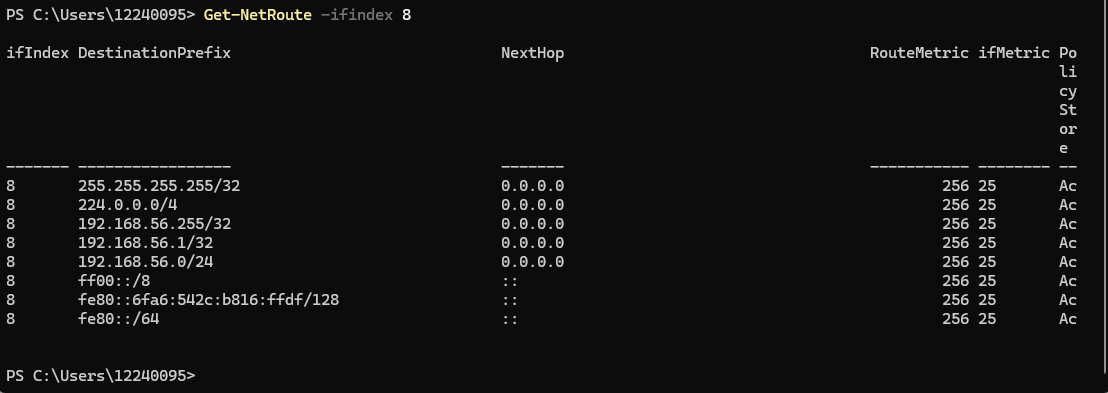 PS C:\Users\12240095> Get-NetRoute -ifindex 8
ifIndex DestinationPrefix NextHop RouteMetric ifMetric Po
li
cy
St
or
e
------- ----------------- ------- ----------- -------- --
8 255.255.255.255/32 0.0.0.0 256 25 Ac
8 224.0.0.0/4 0.0.0.0 256 25 Ac
8 192.168.56.255/32 0.0.0.0 256 25 Ac
8 192.168.56.1/32 0.0.0.0 256 25 Ac
8 192.168.56.0/24 0.0.0.0 256 25 Ac
8 ff00::/8 :: 256 25 Ac
8 fe80::6fa6:542c:b816:ffdf/128 :: 256 25 Ac
8 fe80::/64 :: 256 25 Ac
PS C:\Users\12240095>